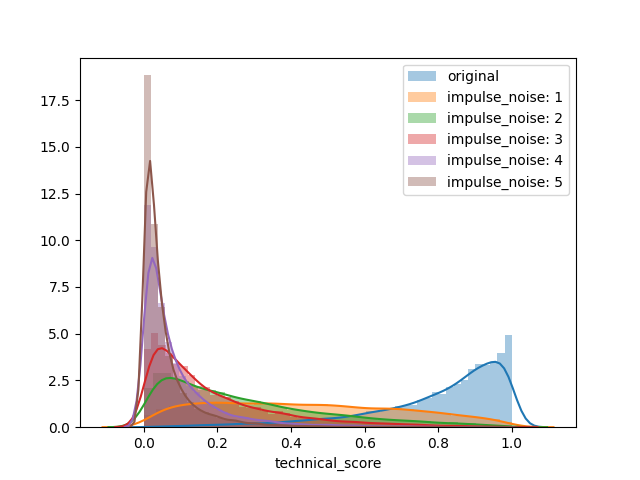 original
impulse_noise: 1
impulse_noise: 2
impulse_noise: 3
impulse_noise: 4
impulse_noise: 5
17.5
15.0
12.5
10.0
7.5
5.0
2.5
0.0
0.0 0.2 0.4 0.6 0.8 1.0
technical_score